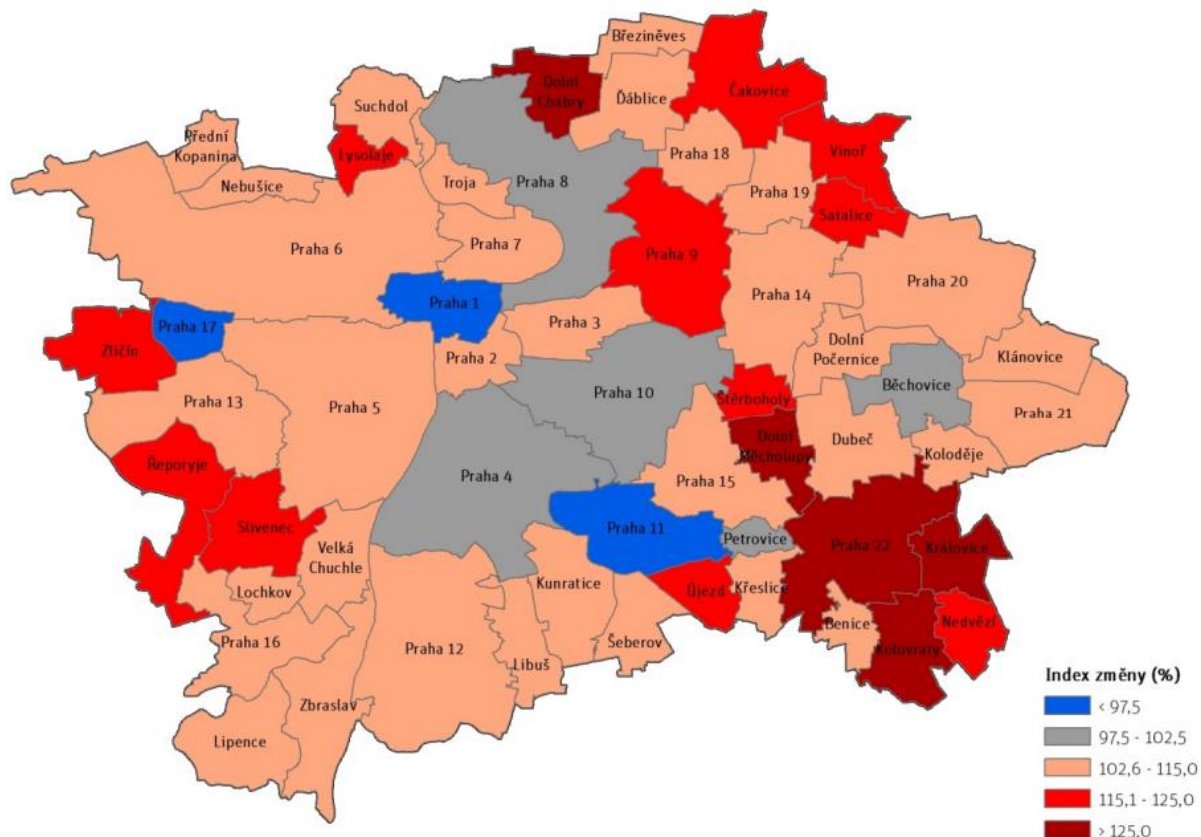 Březiněves
Dolní
Chabry
Ďáblice
Čakovice
Suchdol
Přední
Kopanina
Lysolaje
Nebušice
Troja
Praha 8
Praha 18
Vinoř
Praha 19
Satalice
Praha 6
Praha 7
Praha 9
Praha 20
Praha 14
Praha 1
Praha 3
Praha 17
Zličín
Praha 2
Dolní
Počernice
Klánovice
Běchovice
Praha 13
Praha 5
Praha 10
Štěrboholy
Praha 21
Dolní
Měcholupy
Dubeč
Koloděje
Řeporyje
Praha 4
Praha 15
Slivenec
Praha 11
Petrovice
Praha 22
Královice
Velká
Chuchle
Kunratice
Újezd
Křeslice
Lochkov
Benice
Nedvězí
Praha 16
Praha 12
Libuš
Šeberov
Kolovraty
Zbraslav
Lipence
Index změny (%)
< 97,5
97,5 - 102,5
102,6 - 115,0
115,1 - 125,0
> 125,0